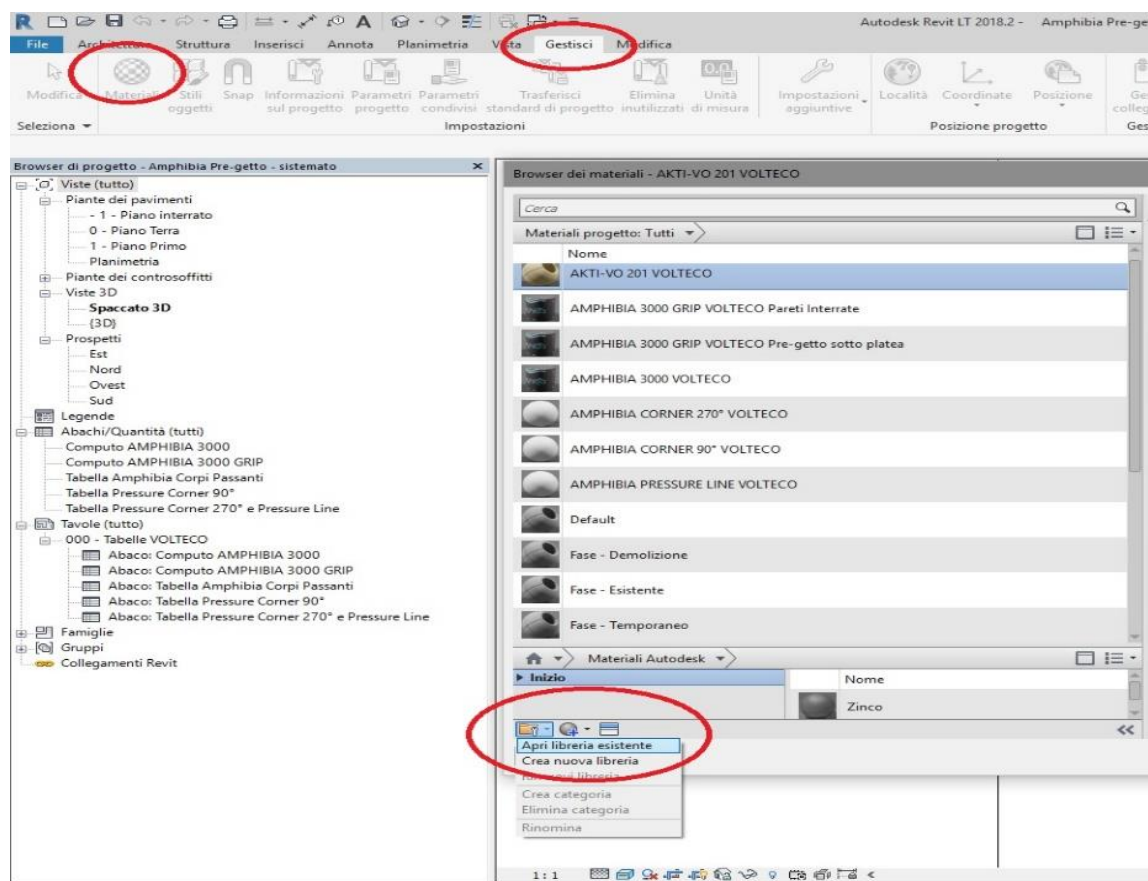 Autodesk Revit LT 2018.2 - Amphibia Pre-ge
File Architettura Struttura Inserisci Annota Planimetria Vista Gestisci Modifica
Modifica Materiali Stili oggetti Snap Informazioni sul progetto Parametri progetto Parametri condivisi Trasferisci standard di progetto Elimina inutilizzati Unità di misura Impostazioni aggiuntive Località Coordinate Posizione Ge colleg
Seleziona Impostazioni Posizione progetto Ges
Browser di progetto - Amphibia Pre-getto - sistemato
Viste (tutto)
Piante dei pavimenti
- 1 - Piano interrato
0 - Piano Terra
1 - Piano Primo
Planimetria
Piante dei controsoffitti
Viste 3D
Spaccato 3D
{3D}
Prospetti
Est
Nord
Ovest
Sud
Legende
Abachi/Quantità (tutti)
Computo AMPHIBIA 3000
Computo AMPHIBIA 3000 GRIP
Tabella Amphibia Corpi Passanti
Tabella Pressure Corner 90°
Tabella Pressure Corner 270° e Pressure Line
Tavole (tutto)
000 - Tabelle VOLTECO
Abaco: Computo AMPHIBIA 3000
Abaco: Computo AMPHIBIA 3000 GRIP
Abaco: Tabella Amphibia Corpi Passanti
Abaco: Tabella Pressure Corner 90°
Abaco: Tabella Pressure Corner 270° e Pressure Line
Famiglie
Gruppi
Collegamenti Revit
Browser dei materiali - AKTI-VO 201 VOLTECO
Cerca
Materiali progetto: Tutti
Nome
AKTI-VO 201 VOLTECO
AMPHIBIA 3000 GRIP VOLTECO Pareti Interrate
AMPHIBIA 3000 GRIP VOLTECO Pre-getto sotto platea
AMPHIBIA 3000 VOLTECO
AMPHIBIA CORNER 270° VOLTECO
AMPHIBIA CORNER 90° VOLTECO
AMPHIBIA PRESSURE LINE VOLTECO
Default
Fase - Demolizione
Fase - Esistente
Fase - Temporaneo
Materiali Autodesk
Inizio
Nome
Zinco
Apri libreria esistente
Crea nuova libreria
Rimuovi libreria
Crea categoria
Elimina categoria
Rinomina
1 : 1